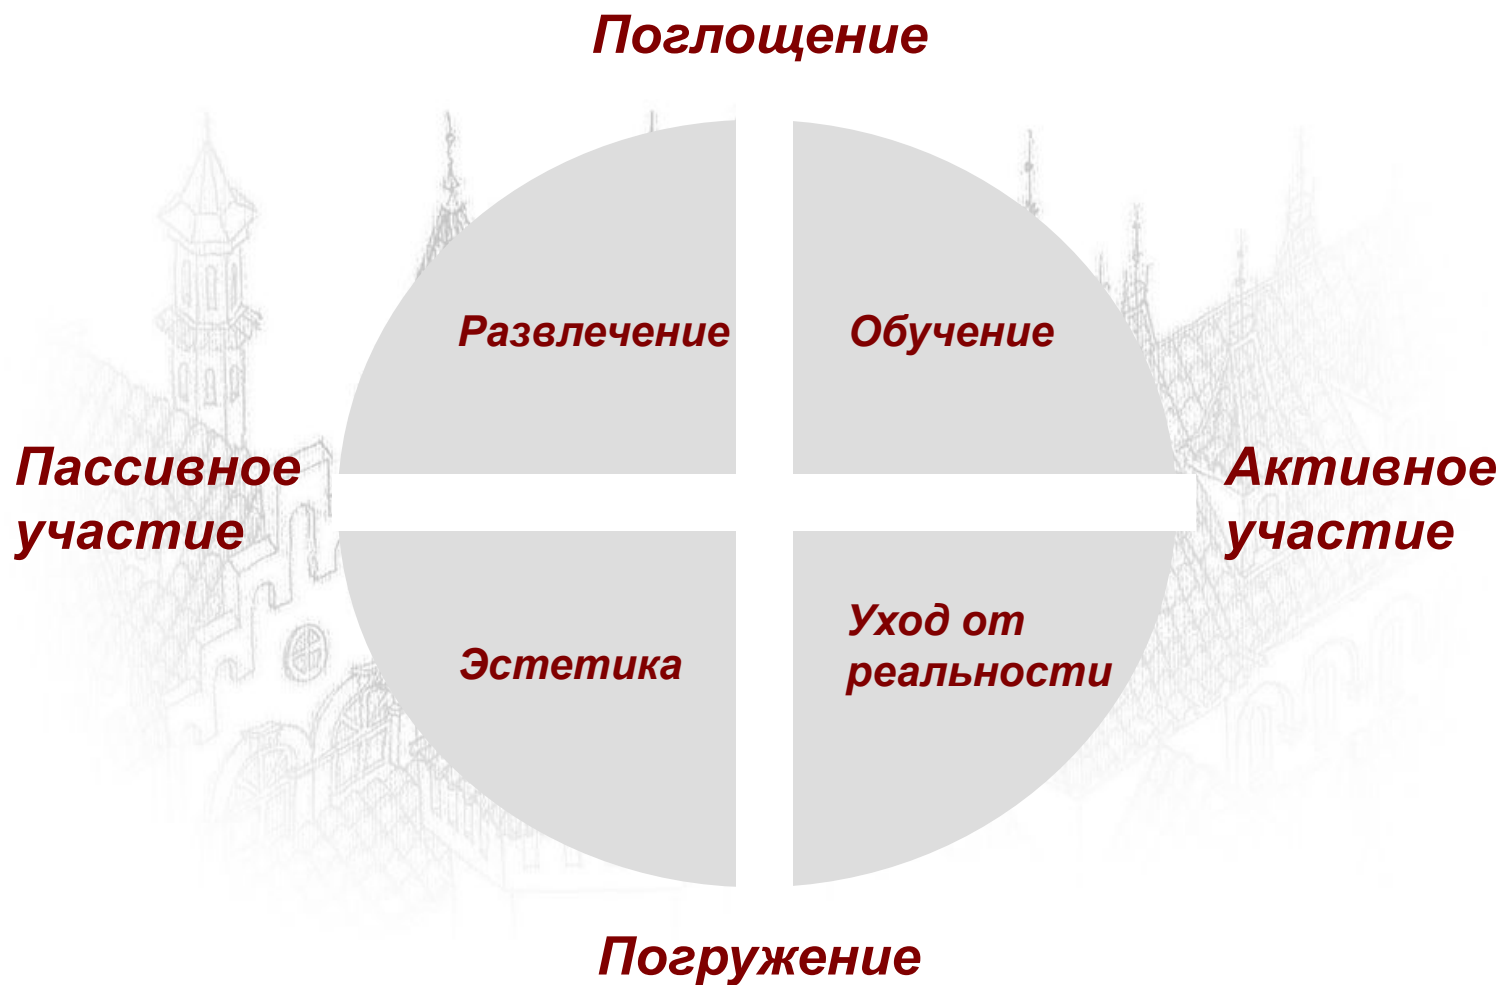 Поглощение
Развлечение
Обучение
Пассивное
участие
Активное
участие
Эстетика
Уход от
реальности
Погружение